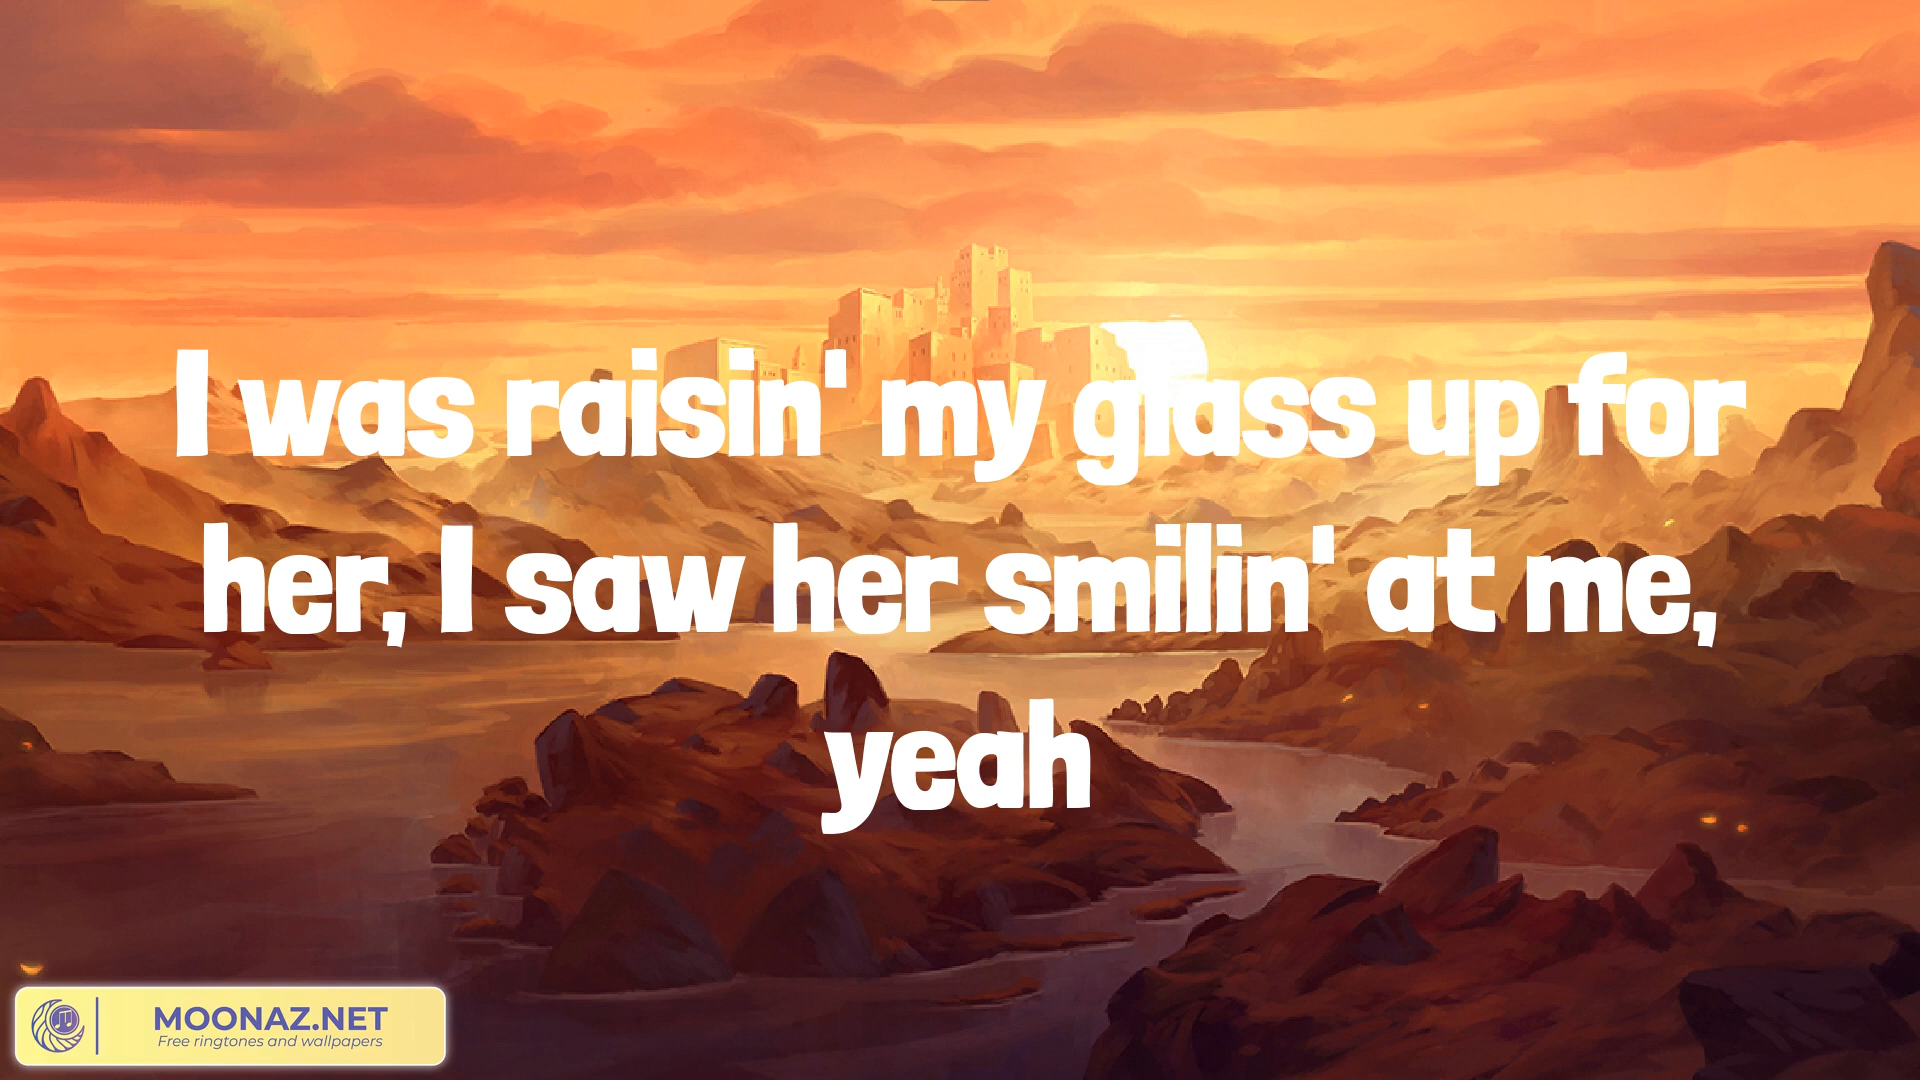 I was raisin' my glass up for
her, I saw her smilin' at me,
yeah
MOONAZ.NET
Free ringtones and wallpapers